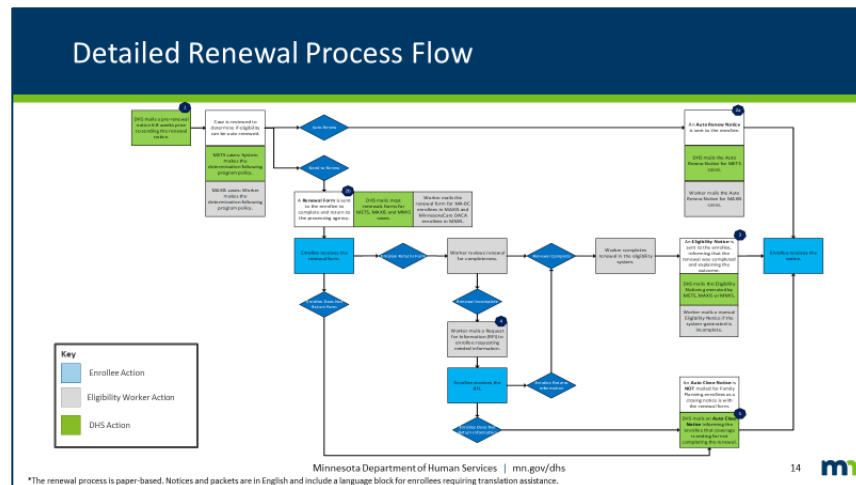 Detailed Renewal Process Flow
1
DHS mails a pre-renewal
notice 6-8 weeks prior
to sending the renewal
notice.
Case is reviewed to
determine if eligibility
can be auto renewed.
METS cases: System
makes the
determination following
program policy.
MAXIS cases: Worker
makes the
determination following
program policy.
Auto Renew
Need to Renew
2a
An Auto Renew Notice
is sent to the enrollee.
DHS mails the Auto
Renew Notice for METS
cases.
Worker mails the Auto
Renew Notice for MAXIS
cases.
2b
A Renewal Form is sent
to the enrollee to
complete and return to
the processing agency.
DHS mails most
renewals forms for
METS, MAXIS and MMIS
cases.
Worker mails the
renewal form for MA-BC
enrollees in MAXIS and
MinnesotaCare DACA
enrollees in MMIS.
Enrollee receives the
renewal form.
Enrollee Returns Form
Worker reviews renewal
for completeness.
Renewal Complete
Worker completes
renewal in the eligibility
system.
3
An Eligibility Notice is
sent to the enrollee,
informing that the
renewal was completed
and explaining the
outcome.
DHS mails the Eligibility
Notices generated by
METS, MAXIS or MMIS.
Worker mails a manual
Eligibility Notice if the
system generated is
incomplete.
Enrollee receives the
notice.
Enrollee Does Not
Return Form
Renewal Incomplete
4
Worker mails a Request
for Information (RFI) to
enrollee requesting
needed information.
Enrollee receives the
RFI.
Enrollee Returns
Information
Enrollee Does Not
Return Information
An Auto Close Notice is
NOT mailed for Family
Planning enrollees as a
closing notice is with
the renewal form.
5
DHS mails an Auto Close
Notice informing the
enrollee that coverage
is ending for not
completing the renewal.
Key
Enrollee Action
Eligibility Worker Action
DHS Action
Minnesota Department of Human Services | mn.gov/dhs
14
*The renewal process is paper-based. Notices and packets are in English and include a language block for enrollees requiring translation assistance.